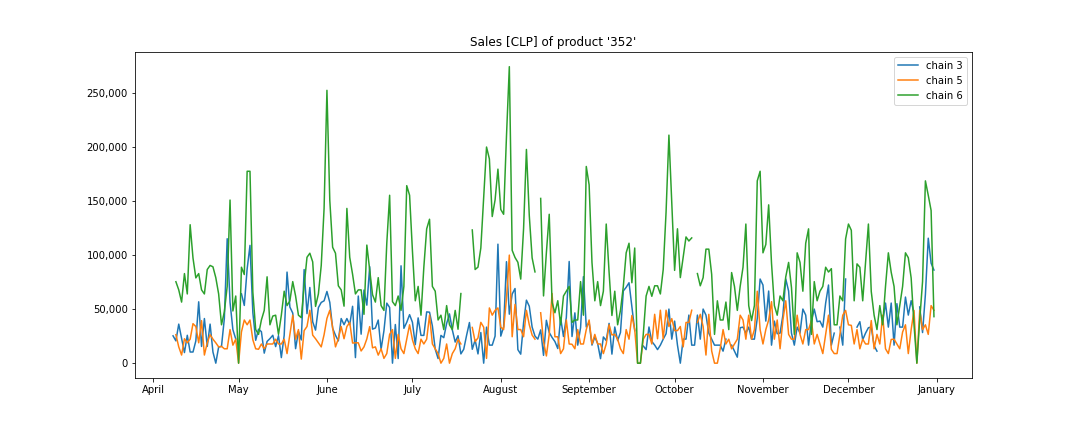 Sales [CLP] of product '352'
chain 3
chain 5
chain 6
250,000
200,000
150,000
100,000
50,000
0
April May June July August September October November December January